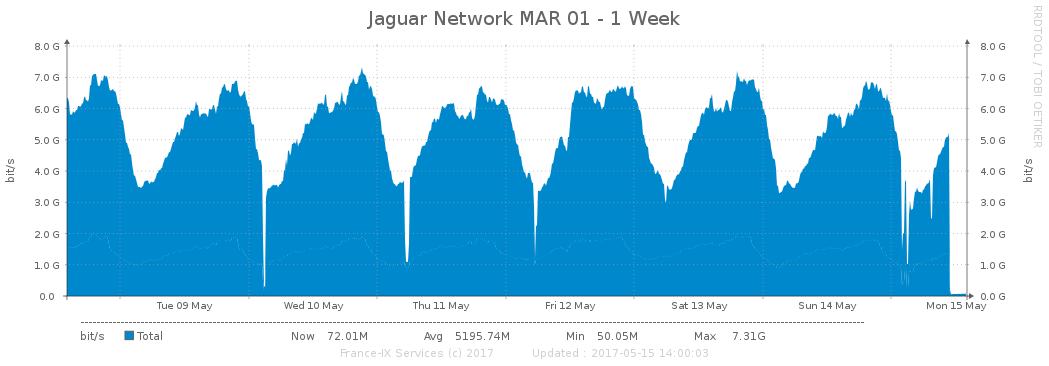 Jaguar Network MAR 01 - 1 Week
RRDTOOL / TOBI OETIKER
bit/s
8.0 G 8.0 G
7.0 G 7.0 G
6.0 G 6.0 G
5.0 G 5.0 G
4.0 G 4.0 G
3.0 G 3.0 G
2.0 G 2.0 G
1.0 G 1.0 G
0.0 0.0 G
bit/s
Tue 09 May Wed 10 May Thu 11 May Fri 12 May Sat 13 May Sun 14 May Mon 15 May
bit/s Total Now 72.01M Avg 5195.74M Min 50.05M Max 7.31G
France-IX Services (c) 2017 Updated : 2017-05-15 14:00:03